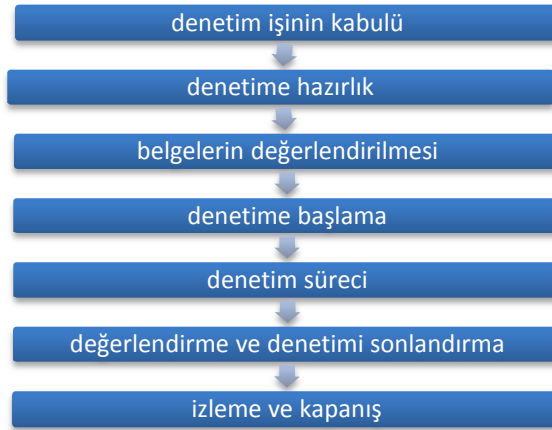 denetim işinin kabulü
denetime hazırlık
belgelerin değerlendirilmesi
denetime başlama
denetim süreci
değerlendirme ve denetimi sonlandırma
izleme ve kapanış